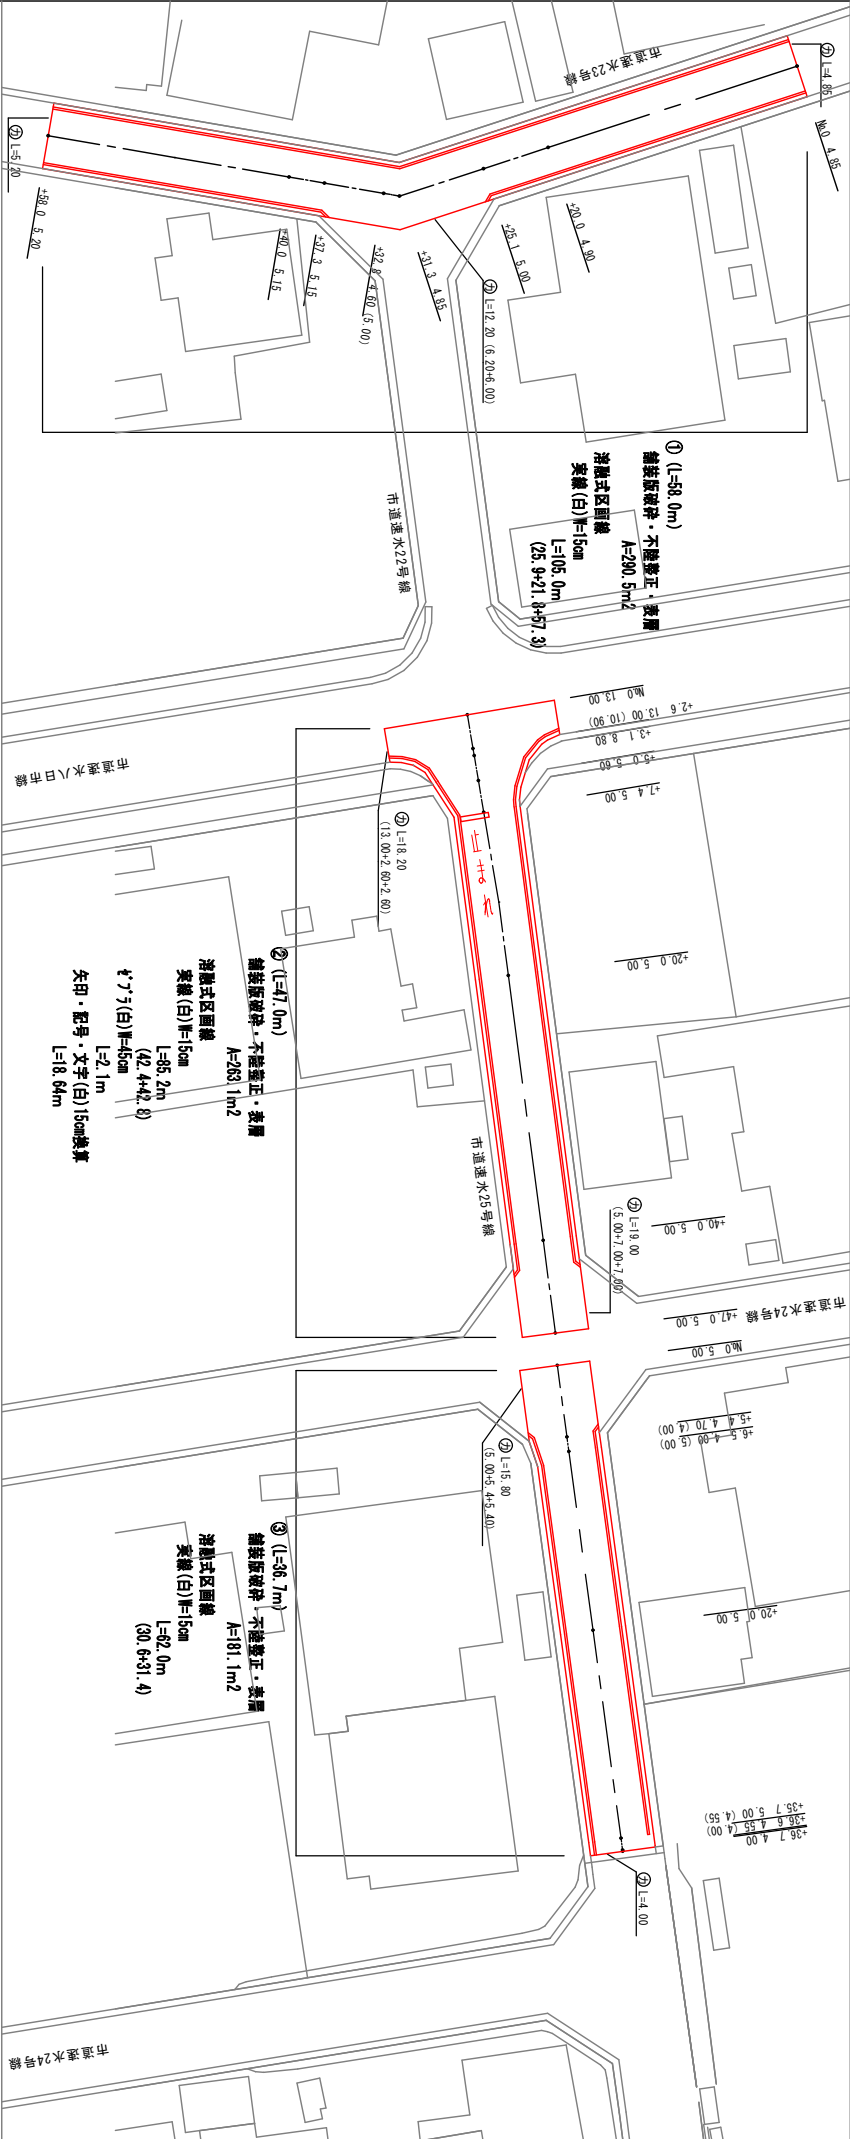 市道速水23号線
㋕ L=4.85
No.0 4.85
㋕ L=5.20
+58.0 5.20
+40.0 5.15
+37.3 5.15
+32.8 4.60 (5.00)
+31.3 4.85
+25.1 5.00
+20.0 4.90
㋕ L=12.20 (6.20+6.00)
① (L=58.0m)
舗装版破砕・不陸整正・表層
A=290.5m2
溶融式区画線
実線(白)W=15cm
L=105.0m
(25.9+21.8+57.3)
市道速水22号線
市道速水八日市線
No.0 13.00
+2.6 13.00 (10.90)
+3.1 8.80
+5.0 5.60
+7.4 5.00
+20.0 5.00
+40.0 5.00
+47.0 5.00
㋕ L=18.20
(13.00+2.60+2.60)
止まれ
② (L=47.0m)
舗装版破砕・不陸整正・表層
A=263.1m2
溶融式区画線
実線(白)W=15cm
L=85.2m
(42.4+42.8)
ｾﾞﾌﾞﾗ(白)W=45cm
L=2.1m
矢印・記号・文字(白)15cm換算
L=18.64m
市道速水25号線
㋕ L=19.00
(5.00+7.00+7.00)
市道速水24号線
No.0 5.00
+5.4 4.70 (4.00)
+6.5 4.00 (5.00)
+20.0 5.00
+35.7 5.00 (4.55)
+36.6 4.55 (4.00)
+36.7 4.00
㋕ L=15.80
(5.00+5.4+5.40)
③ (L=36.7m)
舗装版破砕・不陸整正・表層
A=181.1m2
溶融式区画線
実線(白)W=15cm
L=62.0m
(30.6+31.4)
㋕ L=4.00
市道速水24号線